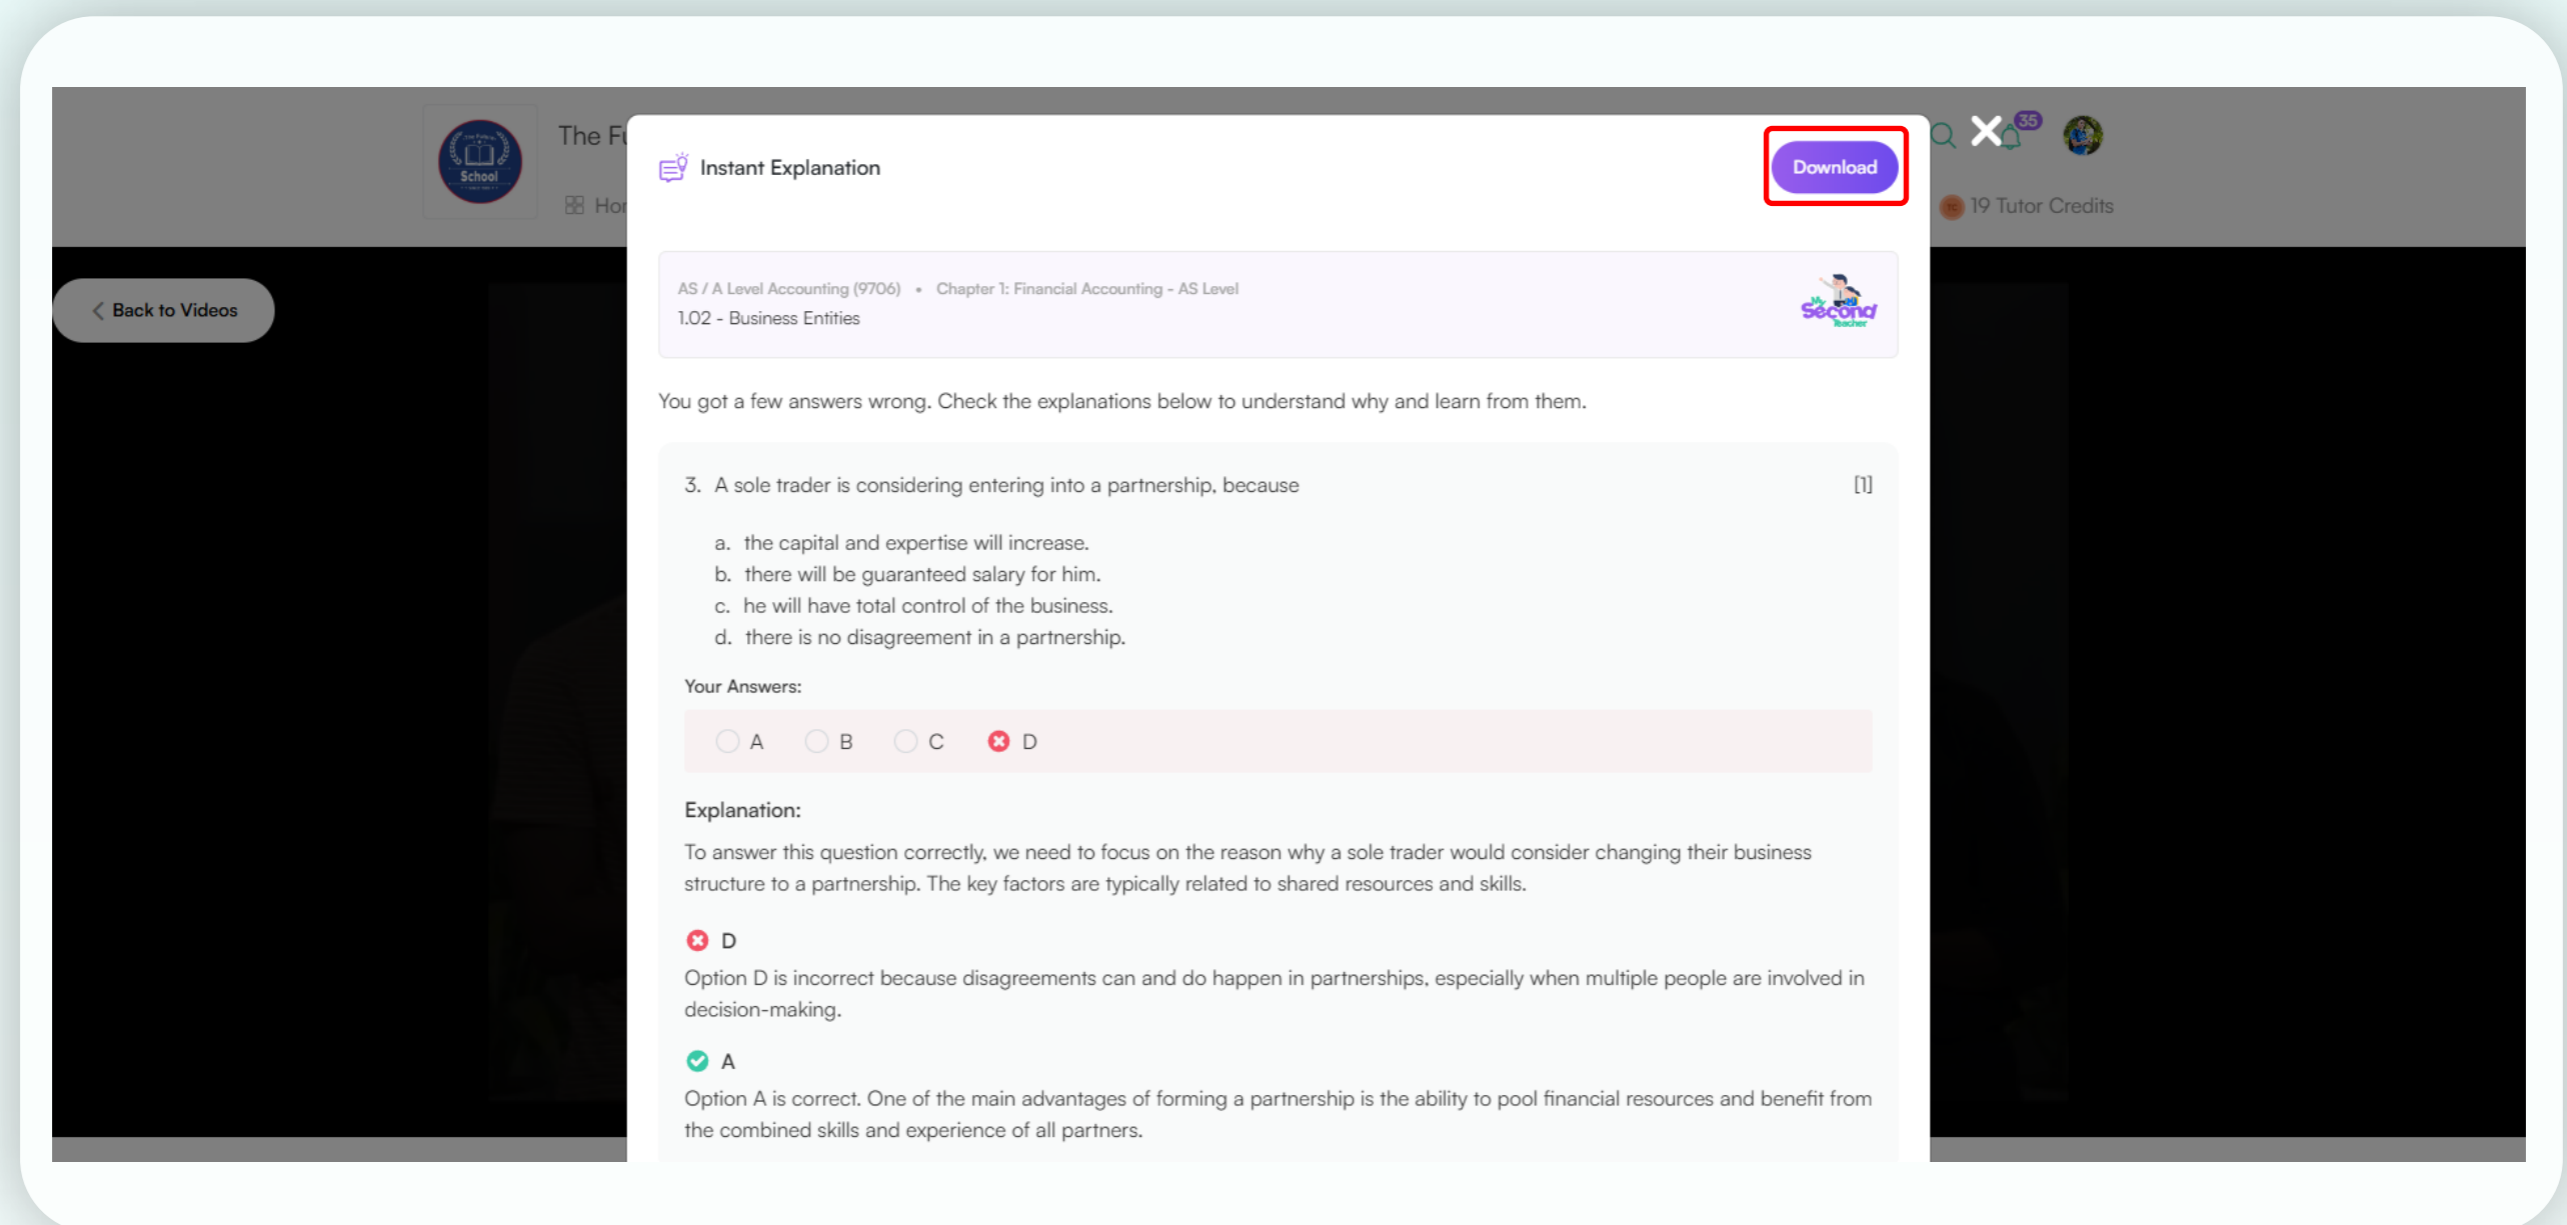 The Fu
School
Hor
Instant Explanation
Download
35
19 Tutor Credits
Back to Videos
AS / A Level Accounting (9706) • Chapter 1: Financial Accounting - AS Level
1.02 - Business Entities
My
Second
Teacher
You got a few answers wrong. Check the explanations below to understand why and learn from them.
3. A sole trader is considering entering into a partnership, because [1]
a. the capital and expertise will increase.
b. there will be guaranteed salary for him.
c. he will have total control of the business.
d. there is no disagreement in a partnership.
Your Answers:
A B C D
Explanation:
To answer this question correctly, we need to focus on the reason why a sole trader would consider changing their business
structure to a partnership. The key factors are typically related to shared resources and skills.
D
Option D is incorrect because disagreements can and do happen in partnerships, especially when multiple people are involved in
decision-making.
A
Option A is correct. One of the main advantages of forming a partnership is the ability to pool financial resources and benefit from
the combined skills and experience of all partners.